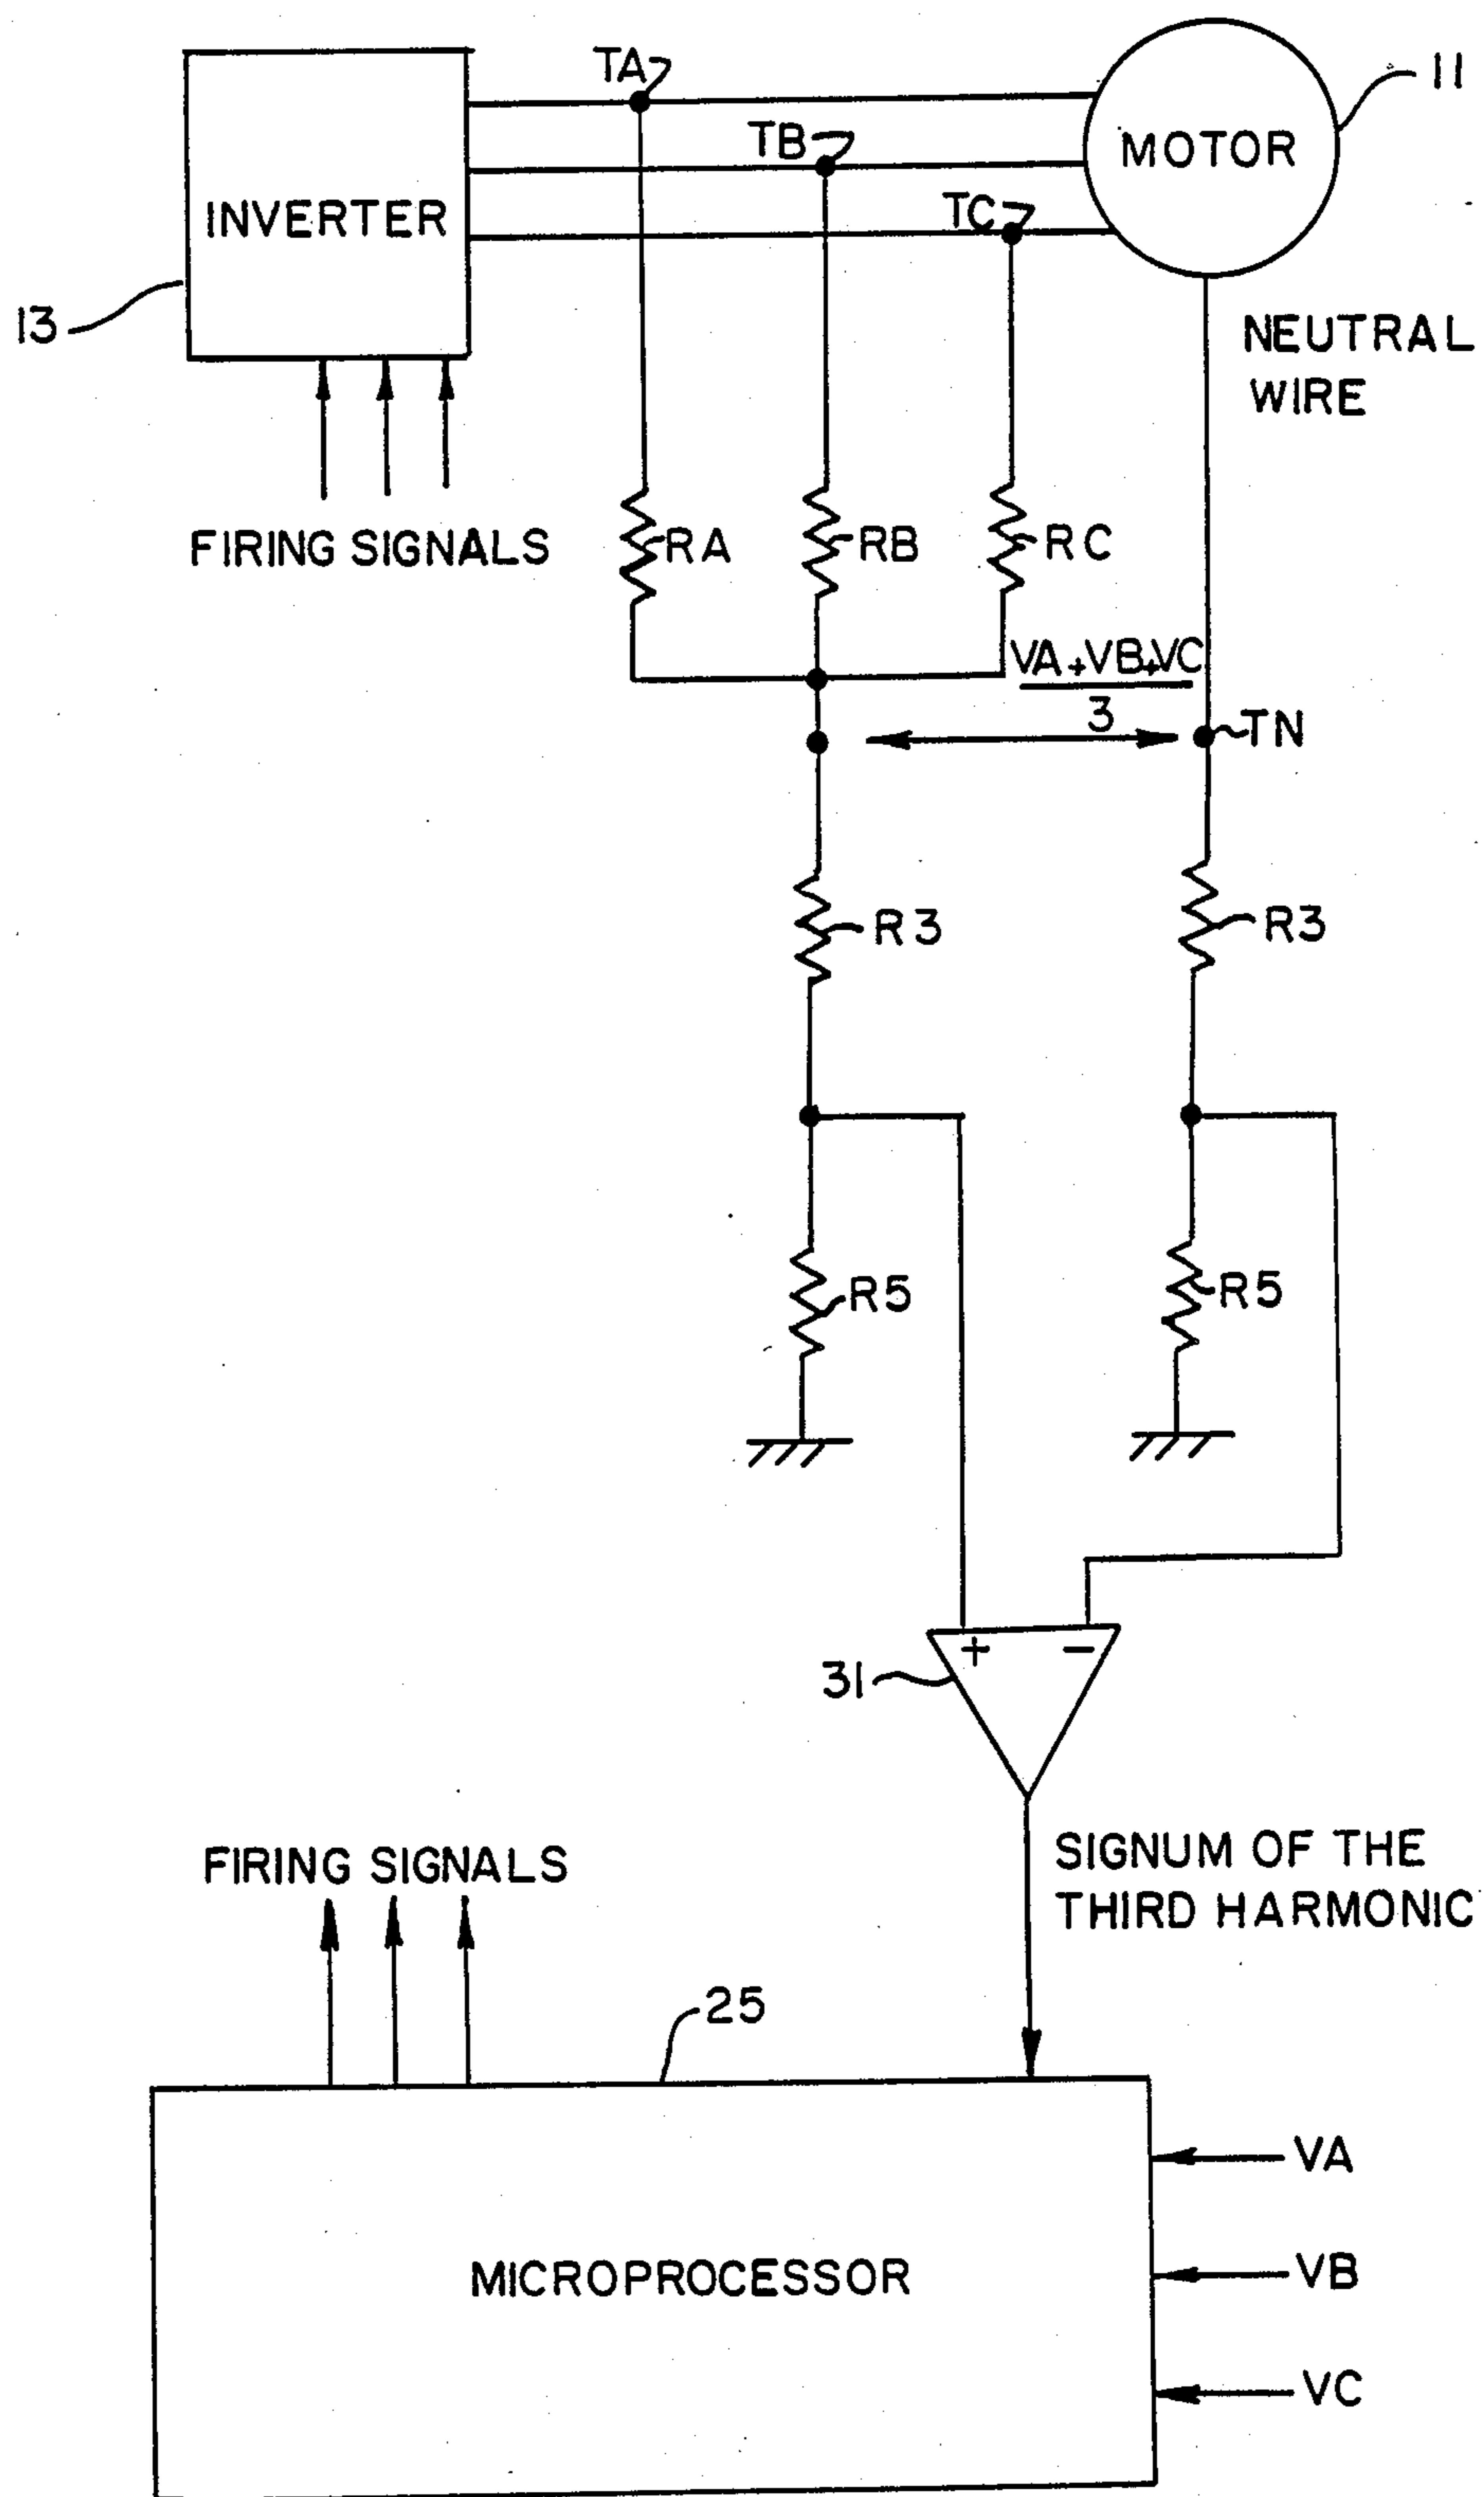 TA
11
TB
MOTOR
TC
INVERTER
13
NEUTRAL
WIRE
FIRING SIGNALS
RA
RB
RC
VA+VB+VC
3
TN
R3
R3
R5
R5
+
−
31
FIRING SIGNALS
SIGNUM OF THE
THIRD HARMONIC
25
VA
MICROPROCESSOR
VB
VC